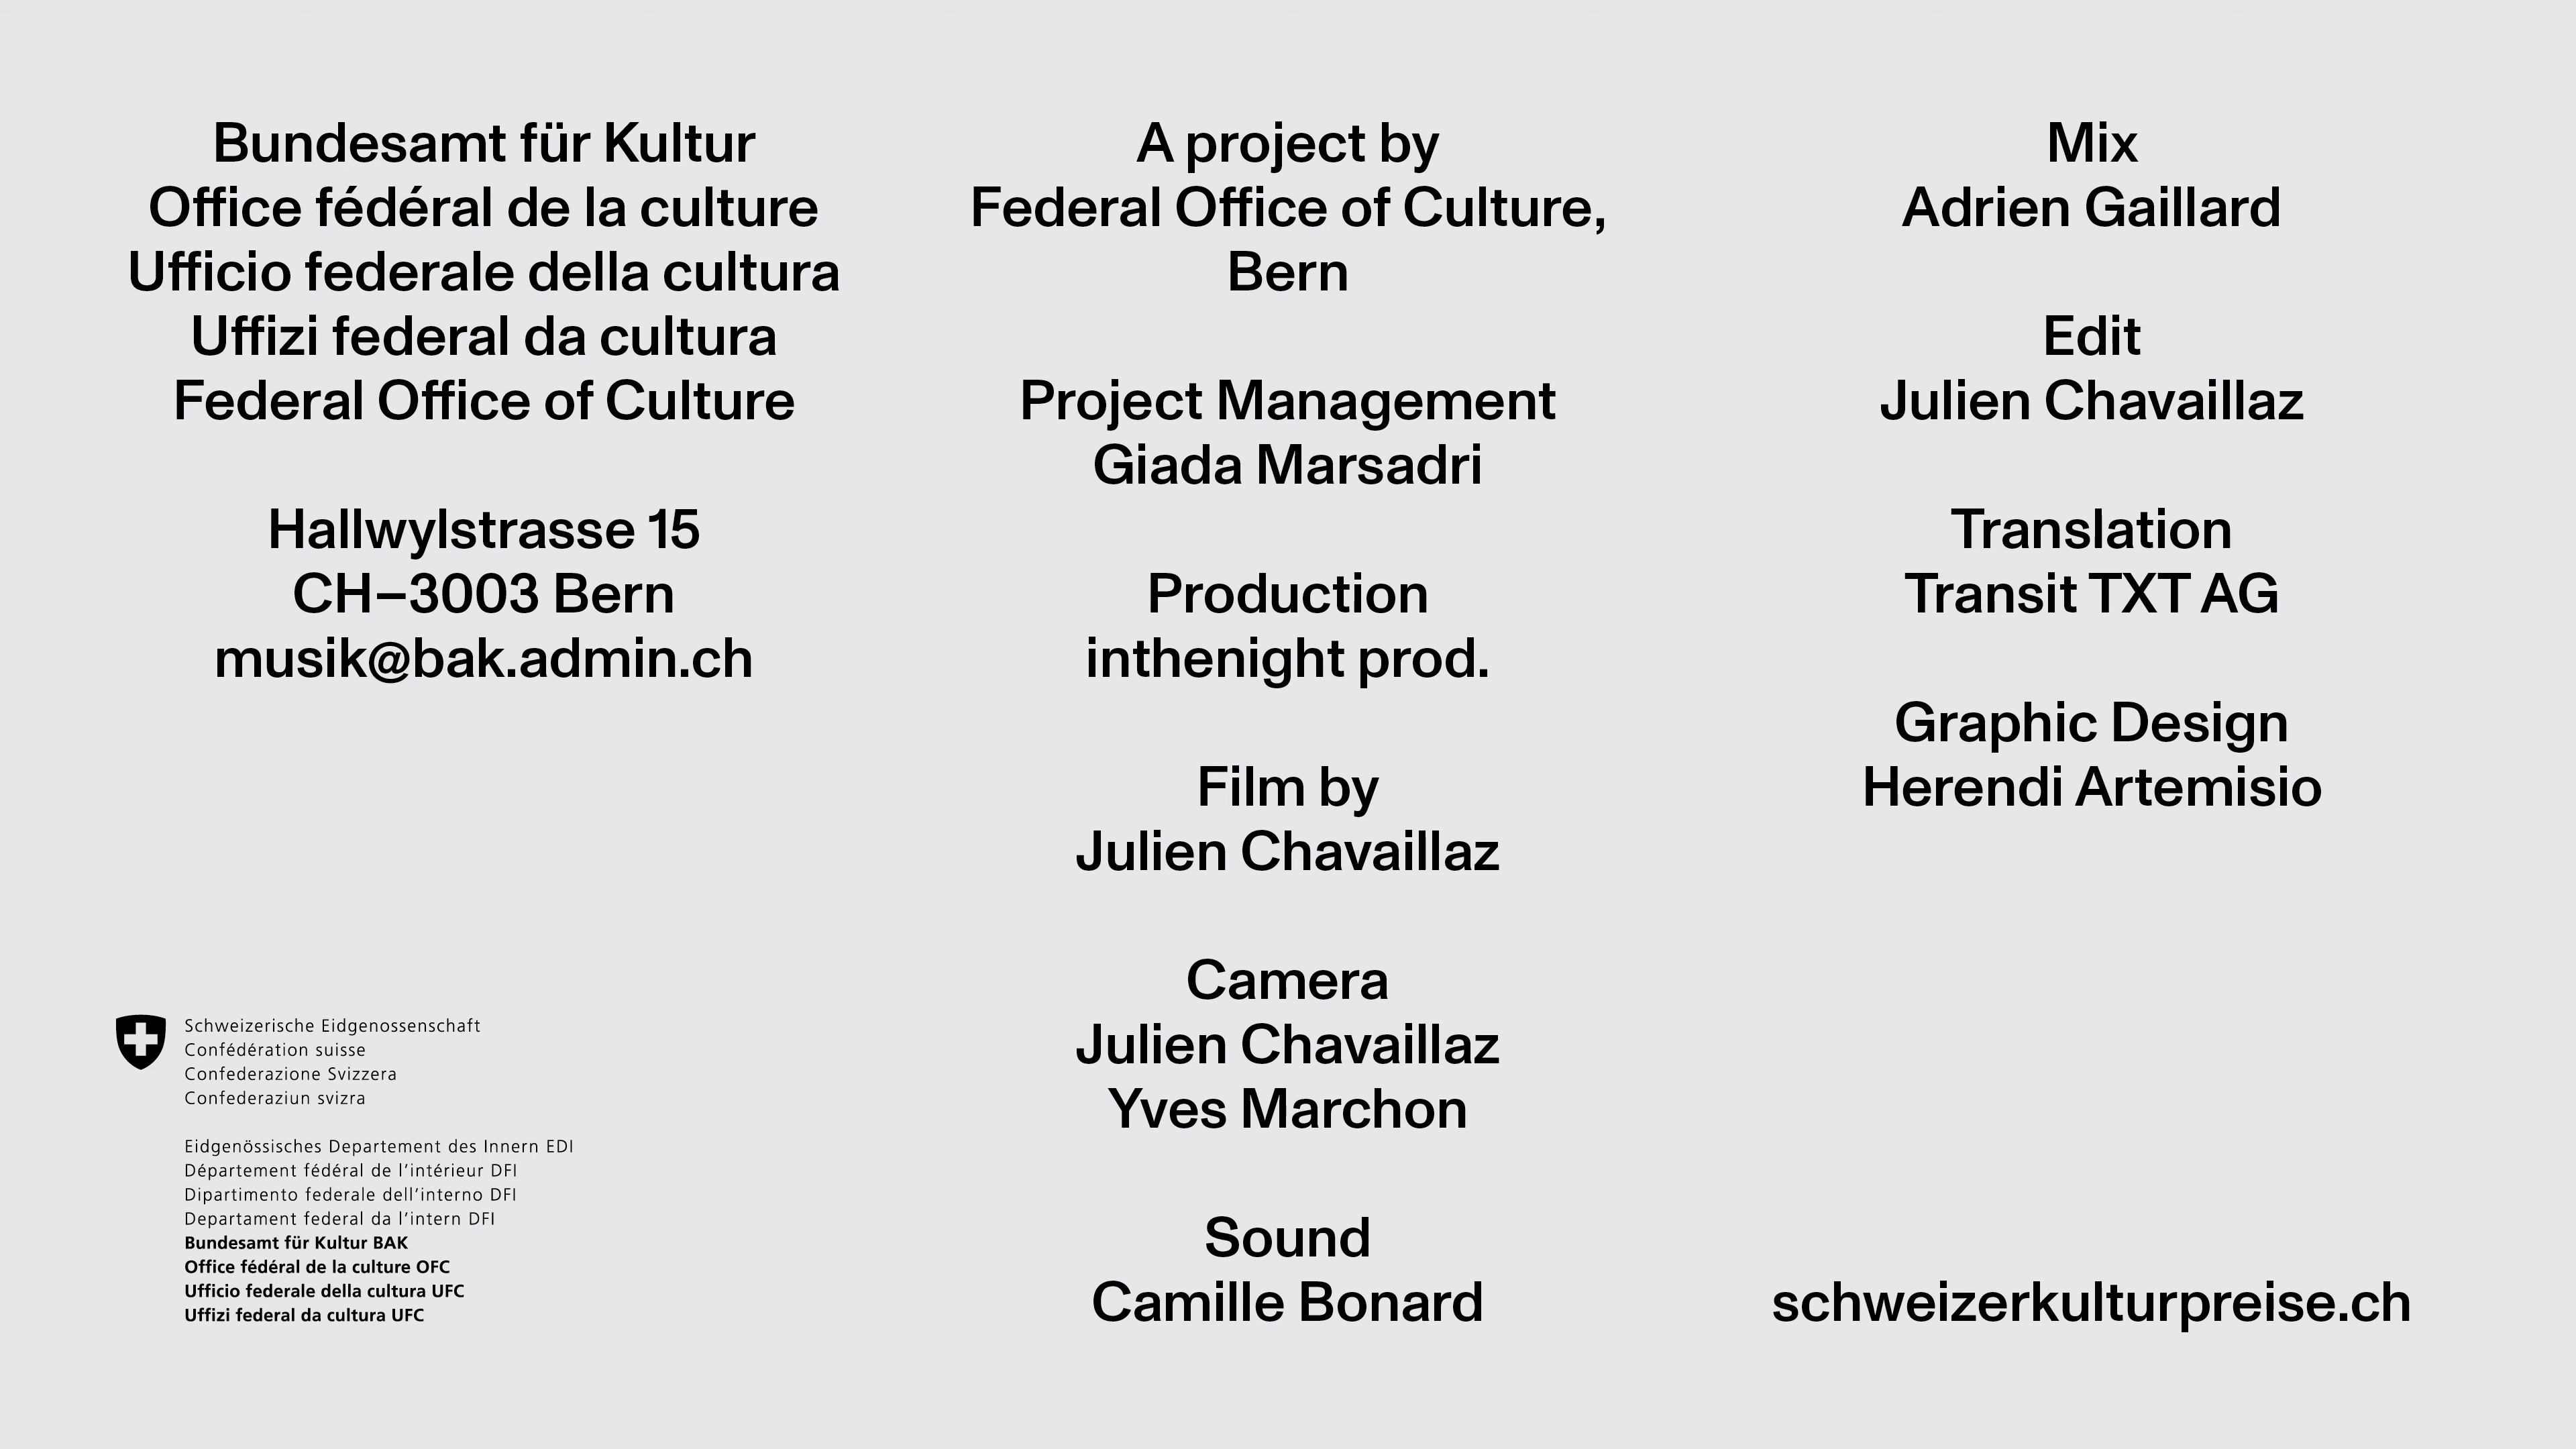 Bundesamt für Kultur
Office fédéral de la culture
Ufficio federale della cultura
Uffizi federal da cultura
Federal Office of Culture
Hallwylstrasse 15
CH–3003 Bern
musik@bak.admin.ch
Schweizerische Eidgenossenschaft
Confédération suisse
Confederazione Svizzera
Confederaziun svizra
Eidgenössisches Departement des Innern EDI
Département fédéral de l’intérieur DFI
Dipartimento federale dell’interno DFI
Departament federal da l’intern DFI
Bundesamt für Kultur BAK
Office fédéral de la culture OFC
Ufficio federale della cultura UFC
Uffizi federal da cultura UFC
A project by
Federal Office of Culture,
Bern
Project Management
Giada Marsadri
Production
inthenight prod.
Film by
Julien Chavaillaz
Camera
Julien Chavaillaz
Yves Marchon
Sound
Camille Bonard
Mix
Adrien Gaillard
Edit
Julien Chavaillaz
Translation
Transit TXT AG
Graphic Design
Herendi Artemisio
schweizerkulturpreise.ch